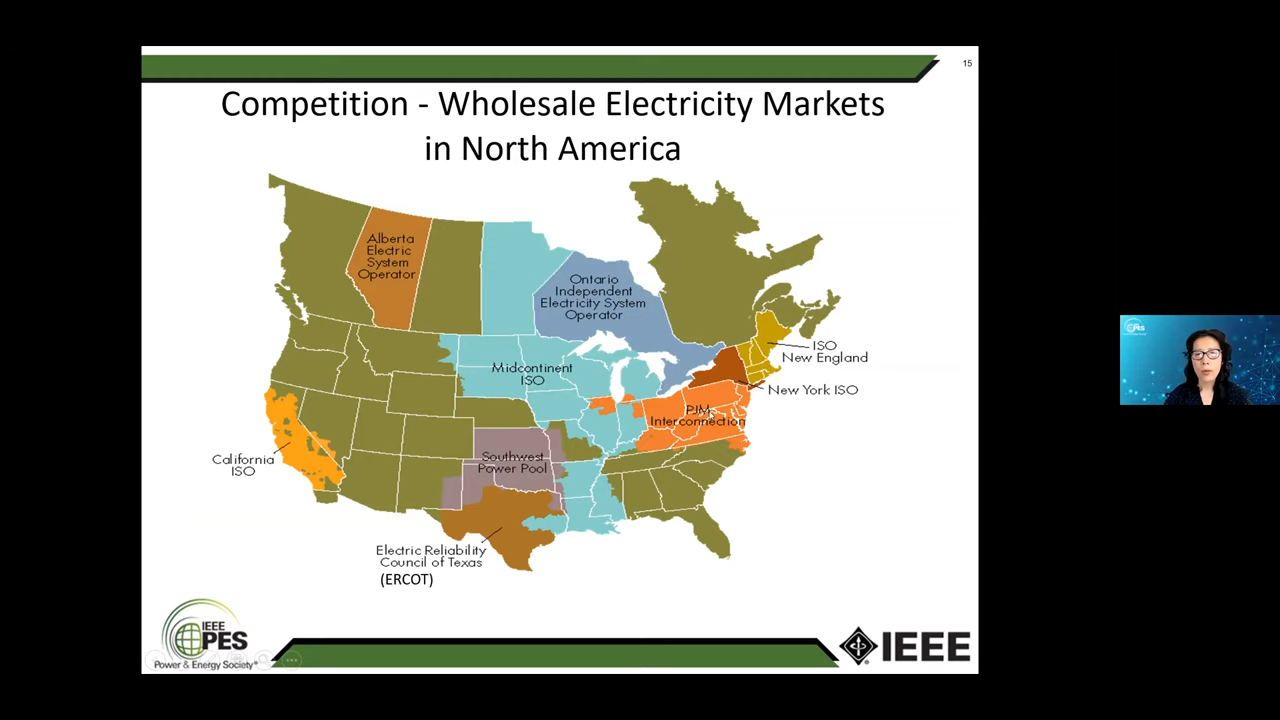 15
Competition - Wholesale Electricity Markets
in North America
Alberta
Electric
System
Operator
Ontario
Independent
Electricity System
Operator
Midcontinent
ISO
ISO
New England
New York ISO
PJM
Interconnection
California
ISO
Southwest
Power Pool
Electric Reliability
Council of Texas
(ERCOT)
IEEE
PES
Power & Energy Society®
IEEE
PES